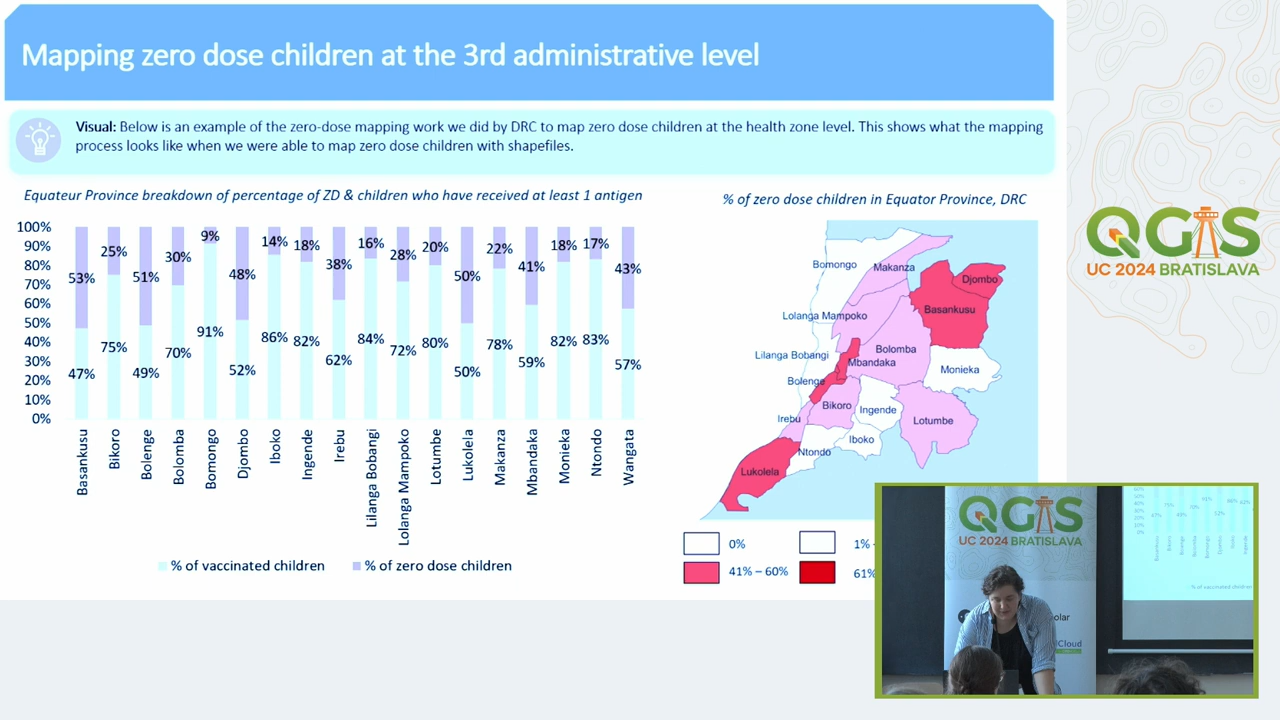 Mapping zero dose children at the 3rd administrative level
Visual: Below is an example of the zero-dose mapping work we did by DRC to map zero dose children at the health zone level. This shows what the mapping
process looks like when we were able to map zero dose children with shapefiles.
Equateur Province breakdown of percentage of ZD & children who have received at least 1 antigen
100%
90%
80%
70%
60%
50%
40%
30%
20%
10%
0%
53%
25%
51%
30%
9%
48%
14%
18%
38%
16%
28%
20%
50%
22%
41%
18%
17%
43%
47%
75%
49%
70%
91%
52%
86%
82%
62%
84%
72%
80%
50%
78%
59%
82%
83%
57%
Basankusu
Bikoro
Bolenge
Bolomba
Bomongo
Djombo
Iboko
Ingende
Irebu
Lilanga Bobangi
Lolanga Mampoko
Lotumbe
Lukolela
Makanza
Mbandaka
Monieka
Ntondo
Wangata
% of vaccinated children
% of zero dose children
% of zero dose children in Equator Province, DRC
Bomongo
Makanza
Djombo
Basankusu
Lolanga Mampoko
Lilanga Bobangi
Bolomba
Mbandaka
Monieka
Bolenge
Bikoro
Ingende
Irebu
Lotumbe
Iboko
Ntondo
Lukolela
0%
1%
41% – 60%
61%
QGIS
UC 2024 BRATISLAVA
QGIS
UC 2024 BRATISLAVA